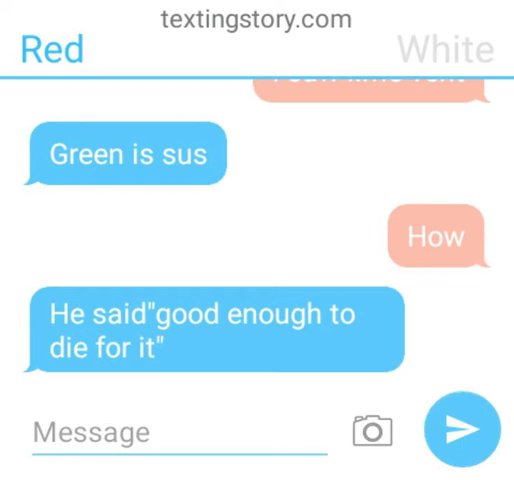 textingstory.com
Red
White
Green is sus
How
He said"good enough to
die for it"
Message